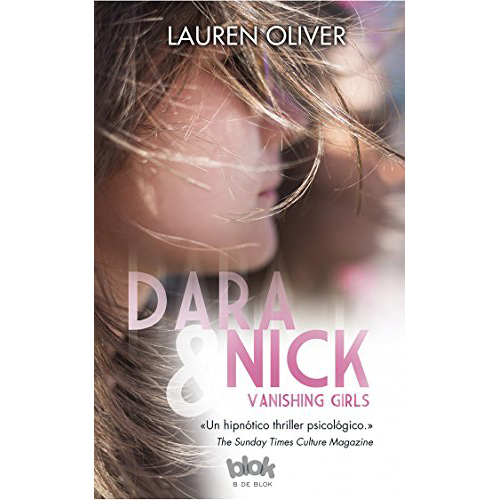 LAUREN OLIVER
DARA
& NICK
VANISHING GIRLS
«Un hipnótico thriller psicológico.»
The Sunday Times Culture Magazine
blok
B DE BLOK